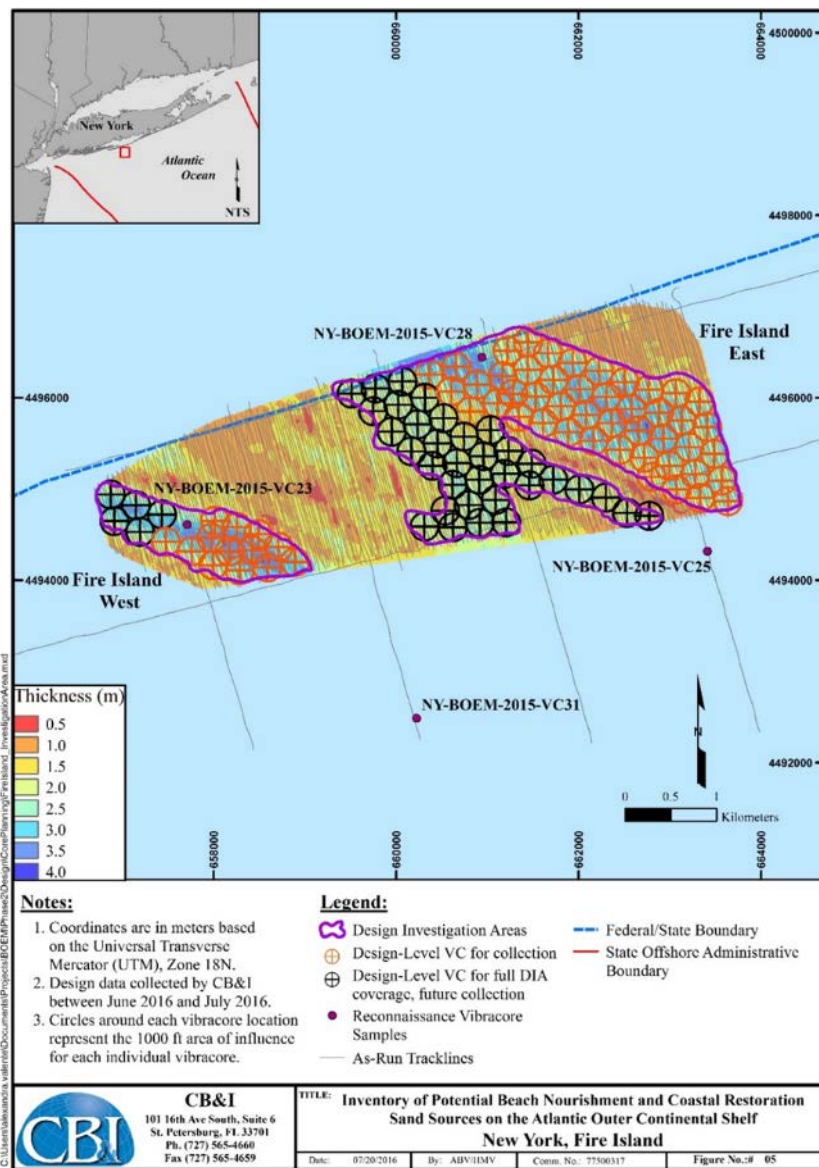 660000
662000
664000
4500000
New York
Atlantic
Ocean
NTS
4498000
NY-BOEM-2015-VC28
Fire Island
East
4496000
4496000
NY-BOEM-2015-VC23
NY-BOEM-2015-VC25
4494000
4494000
Fire Island
West
NY-BOEM-2015-VC31
N
4492000
0 0.5 1
Kilometers
Thickness (m)
0.5
1.0
1.5
2.0
2.5
3.0
3.5
4.0
658000
660000
662000
664000
Notes:
1. Coordinates are in meters based
on the Universal Transverse
Mercator (UTM), Zone 18N.
2. Design data collected by CB&I
between June 2016 and July 2016.
3. Circles around each vibracore location
represent the 1000 ft area of influence
for each individual vibracore.
Legend:
Design Investigation Areas
Design-Level VC for collection
Design-Level VC for full DIA
coverage, future collection
Reconnaissance Vibracore
Samples
As-Run Tracklines
Federal/State Boundary
State Offshore Administrative
Boundary
CB&I
CB&I
101 16th Ave South, Suite 6
St. Petersburg, FL 33701
Ph. (727) 565-4660
Fax (727) 565-4659
TITLE: Inventory of Potential Beach Nourishment and Coastal Restoration
Sand Sources on the Atlantic Outer Continental Shelf
New York, Fire Island
Date: 07/20/2016 By: ABV/HMV Comm. No.: 77500317 Figure No.:# 05